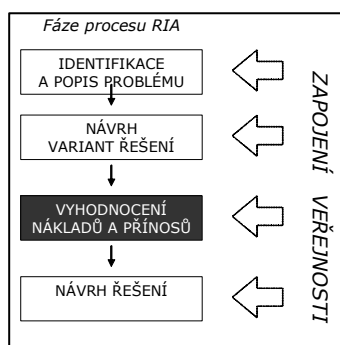 Fáze procesu RIA
IDENTIFIKACE
A POPIS PROBLÉMU
NÁVRH
VARIANT ŘEŠENÍ
VYHODNOCENÍ
NÁKLADŮ A PŘÍNOSŮ
NÁVRH ŘEŠENÍ
ZAPOJENÍ VEŘEJNOSTI